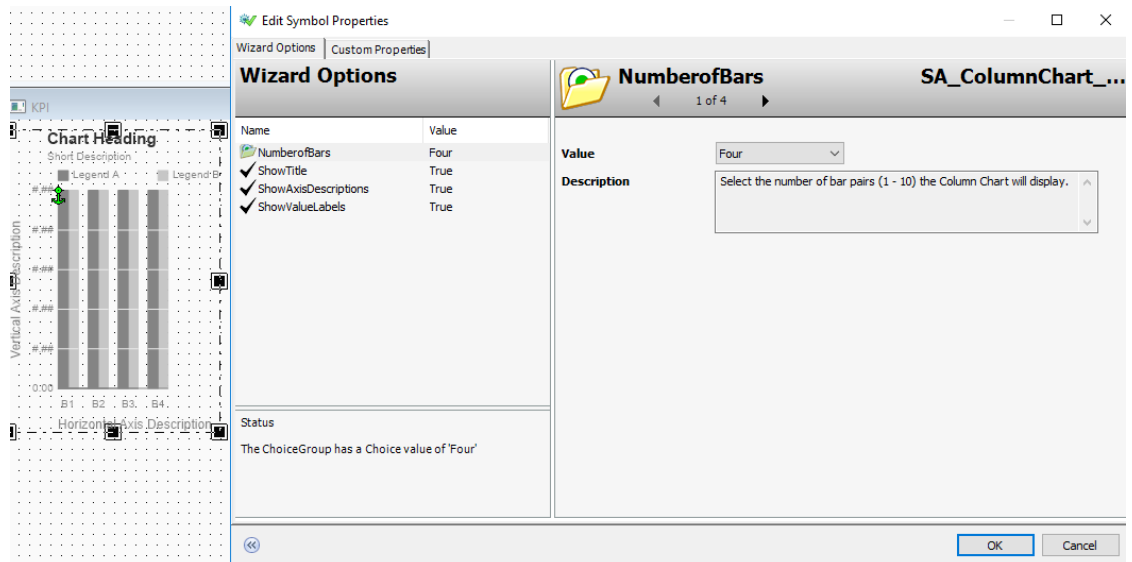 Edit Symbol Properties
Wizard Options
Custom Properties
Wizard Options
Name Value
NumberofBars Four
ShowTitle True
ShowAxisDescriptions True
ShowValueLabels True
Status
The ChoiceGroup has a Choice value of 'Four'
NumberofBars SA_ColumnChart_...
1 of 4
Value Four
Description Select the number of bar pairs (1 - 10) the Column Chart will display.
OK Cancel
KPI
Chart Heading
Short Description
Legend A Legend B
#.##
#.##
#.##
#.##
#.##
0.00
Vertical Axis Description
B1 B2 B3 B4
Horizontal Axis Description